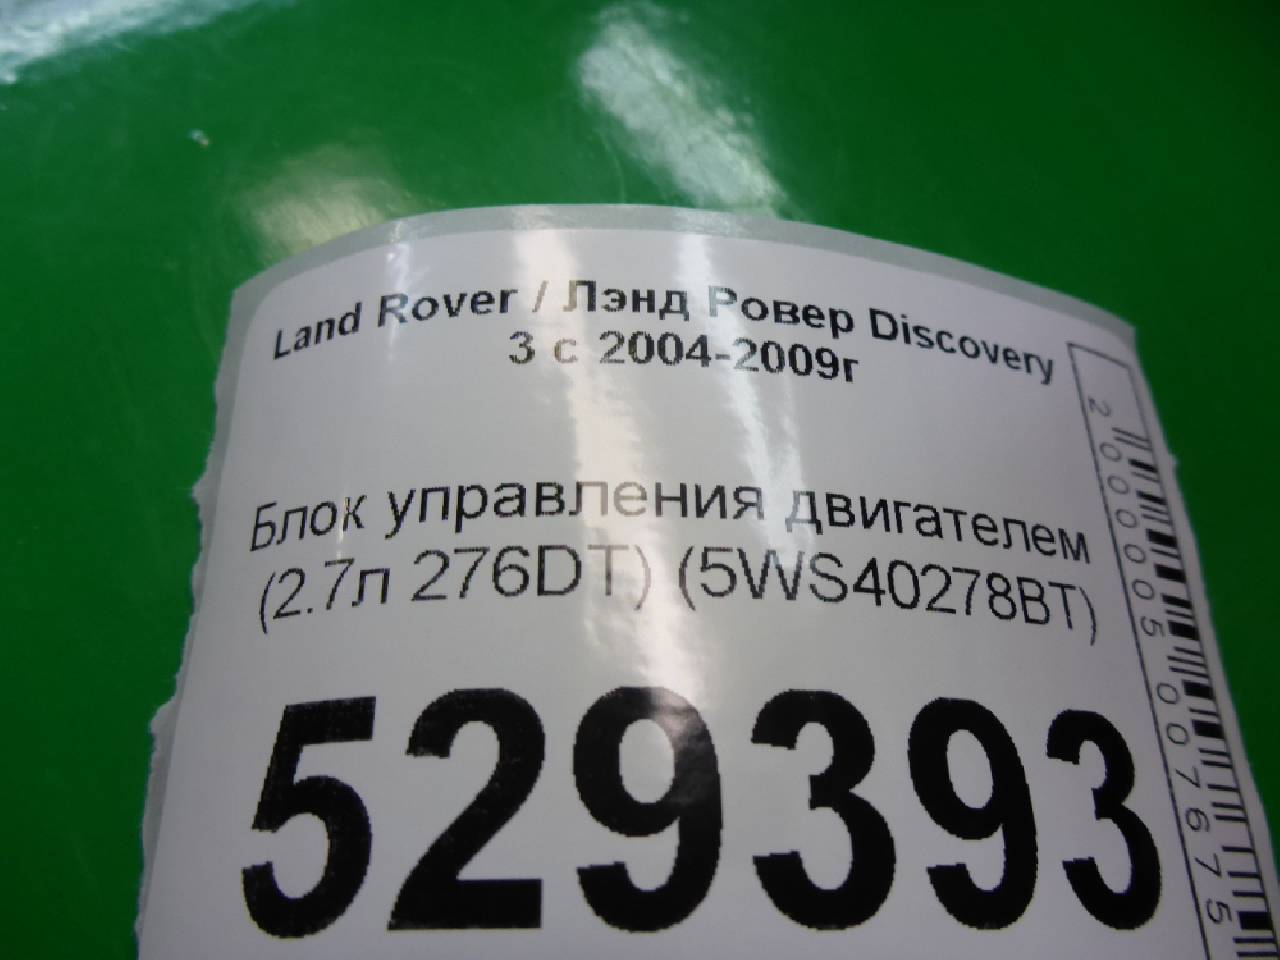 Land Rover / Лэнд Ровер Discovery
3 с 2004-2009г
Блок управления двигателем
(2.7л 276DT) (5WS40278BT)
529393
2000005007675